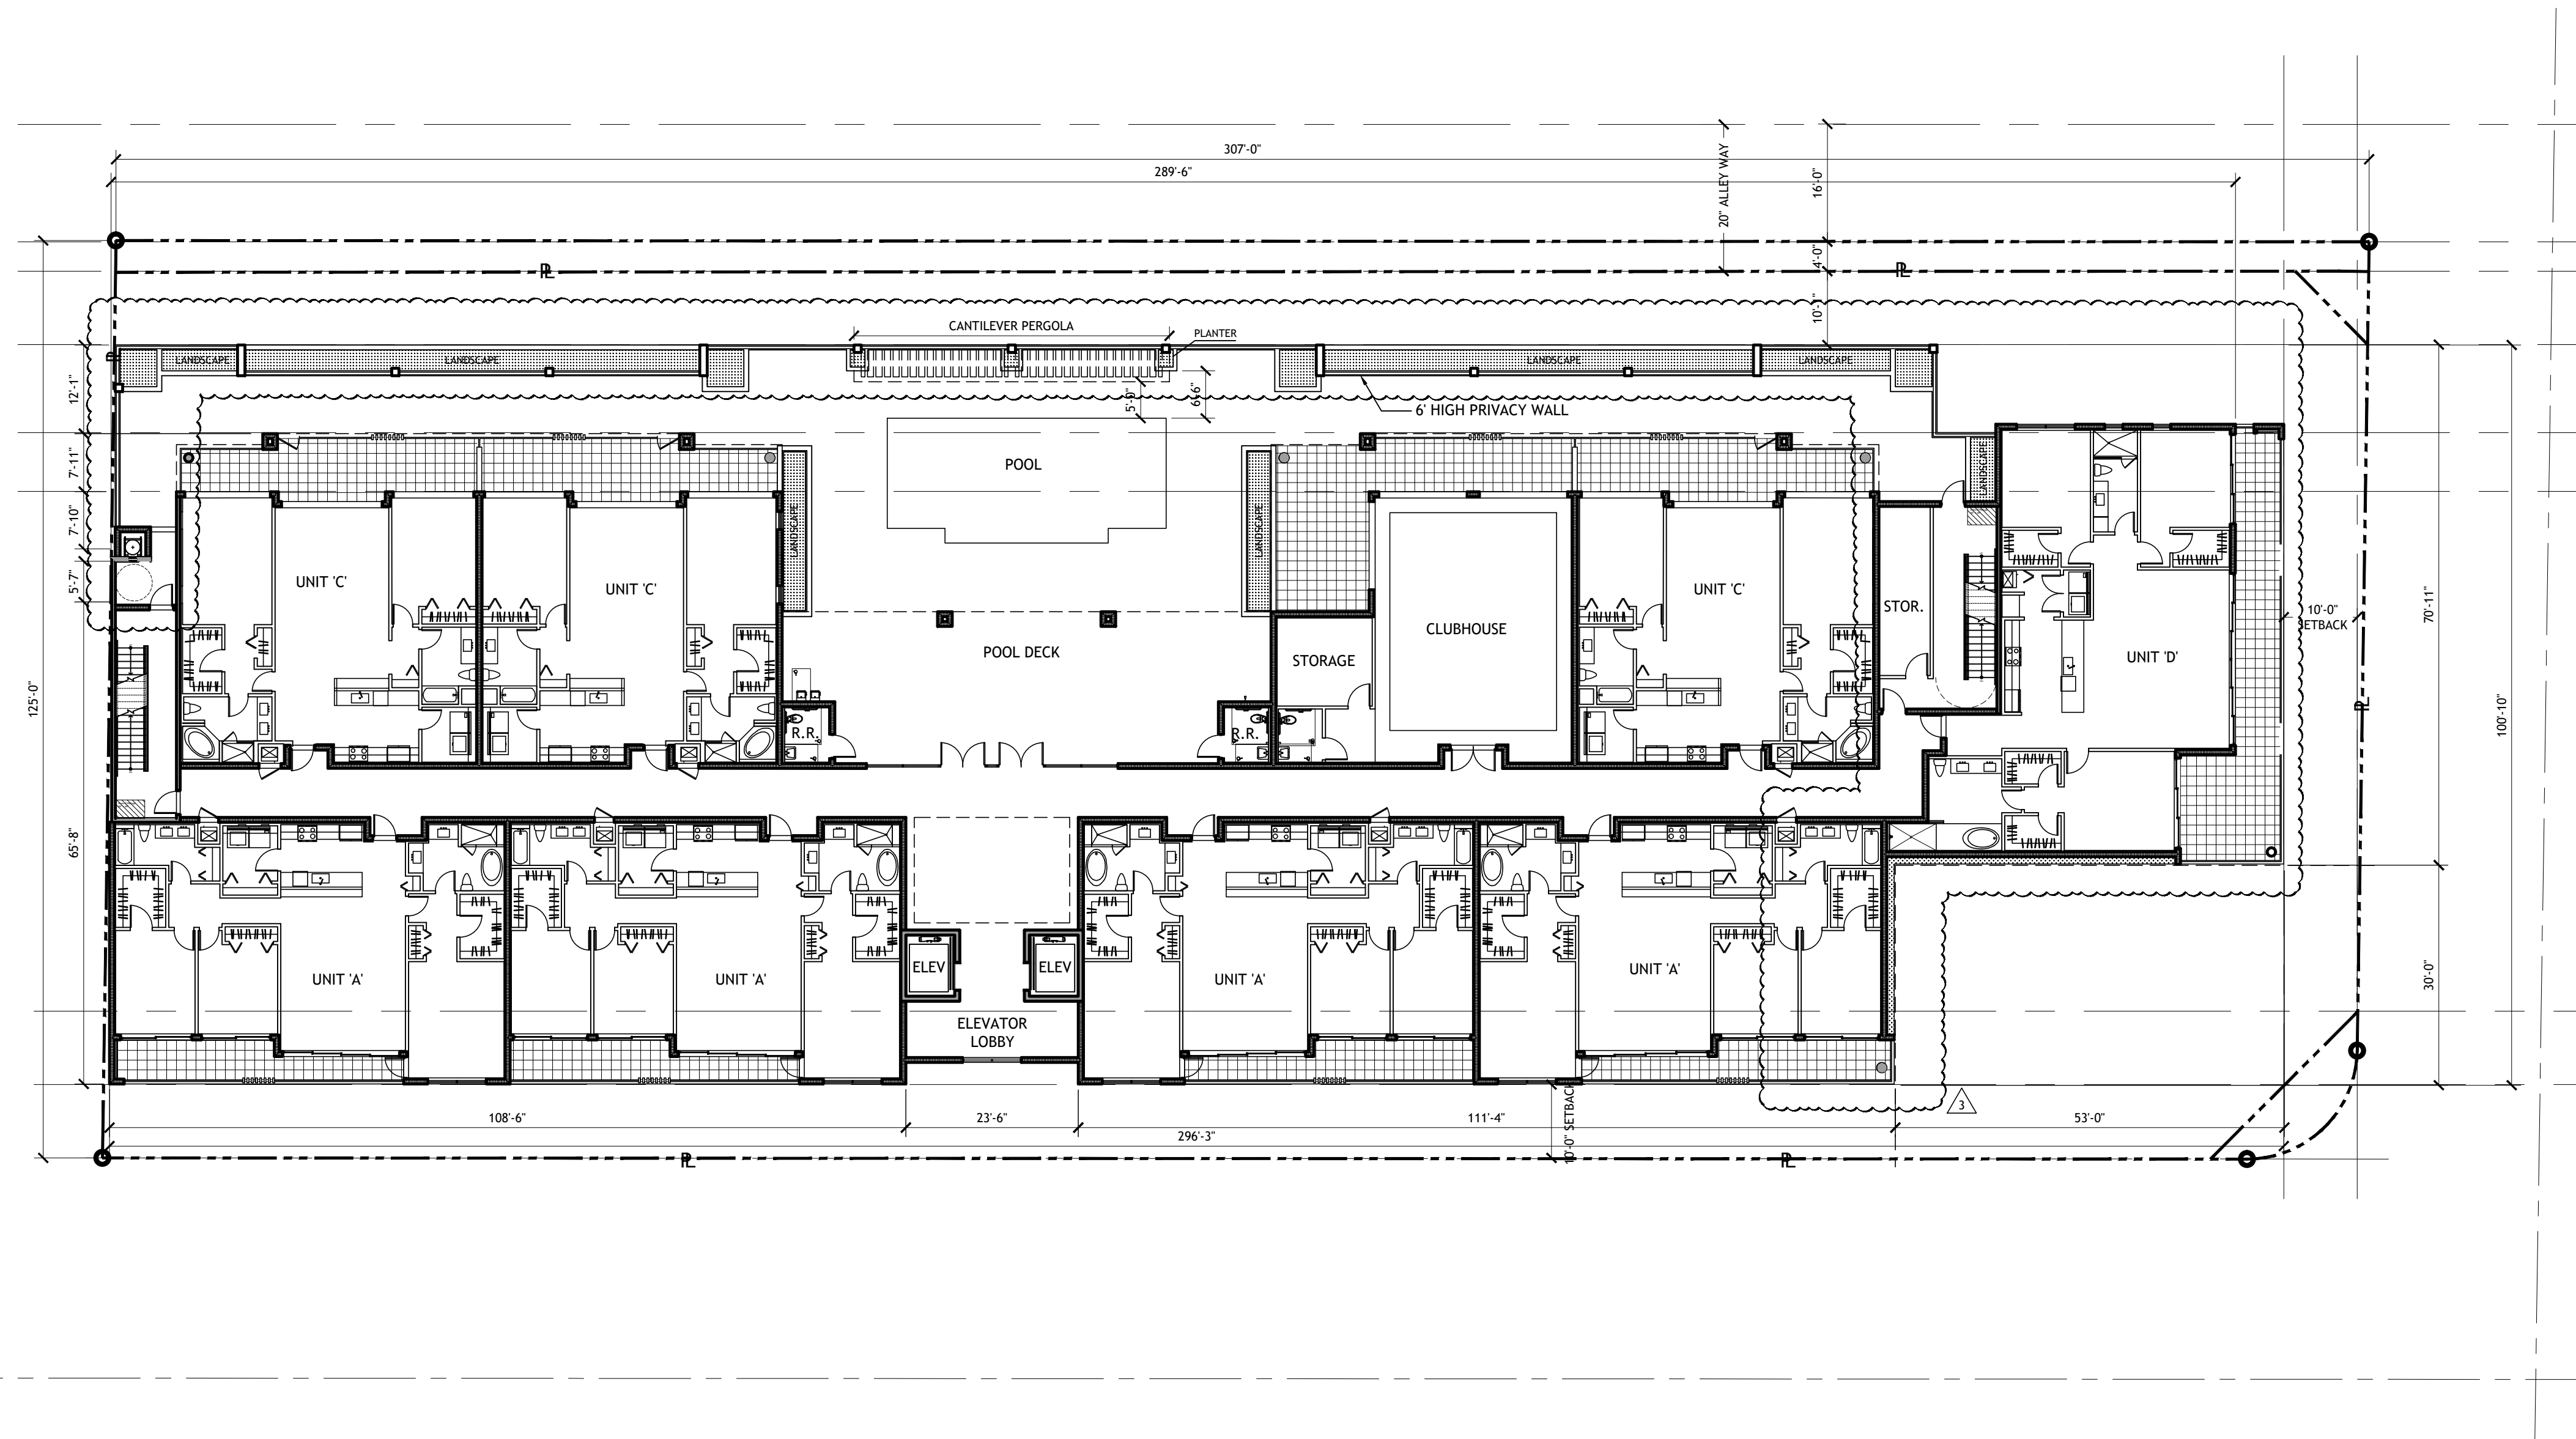 307'-0"
289'-6"
20" ALLEY WAY
16'-0"
4'-0"
10'-1"
PL
PL
CANTILEVER PERGOLA
PLANTER
LANDSCAPE
LANDSCAPE
LANDSCAPE
LANDSCAPE
5'-0"
6'-6"
6' HIGH PRIVACY WALL
12'-1"
7'-11"
7'-10"
5'-7"
125'-0"
65'-8"
POOL
LANDSCAPE
LANDSCAPE
LANDSCAPE
UNIT 'C'
UNIT 'C'
UNIT 'C'
STOR.
CLUBHOUSE
POOL DECK
STORAGE
UNIT 'D'
10'-0"
SETBACK
70'-11"
100'-10"
30'-0"
PL
R.R.
R.R.
ELEV
ELEV
UNIT 'A'
UNIT 'A'
UNIT 'A'
UNIT 'A'
ELEVATOR
LOBBY
3
108'-6"
23'-6"
111'-4"
53'-0"
296'-3"
10'-0" SETBACK
PL
PL